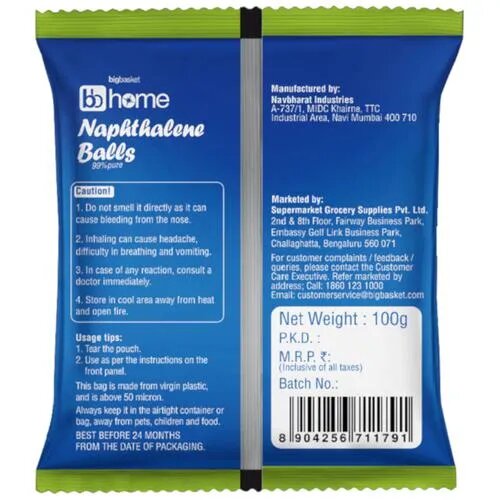 bigbasket
bb home
Naphthalene
Balls
99%pure
Caution!
1. Do not smell it directly as it can
cause bleeding from the nose.
2. Inhaling can cause headache,
difficulty in breathing and vomiting.
3. In case of any reaction, consult a
doctor immediately.
4. Store in cool area away from heat
and open fire.
Usage tips:
1. Tear the pouch.
2. Use as per the instructions on the
front panel.
This bag is made from virgin plastic,
and is above 50 micron.
Always keep it in the airtight container or
bag, away from pets, children and food.
BEST BEFORE 24 MONTHS
FROM THE DATE OF PACKAGING.
Manufactured by:
Navbharat Industries
A-737/1, MIDC Khairne, TTC
Industrial Area, Navi Mumbai 400 710
Marketed by:
Supermarket Grocery Supplies Pvt. Ltd.
2nd & 8th Floor, Fairway Business Park,
Embassy Golf Link Business Park,
Challaghatta, Bengaluru 560 071
For customer complaints / feedback /
queries, please contact the Customer
Care Executive. Refer marketed by
address; Call: 1860 123 1000
Email: customerservice@bigbasket.com
Net Weight : 100g
P.K.D. :
M.R.P. ₹:
(Inclusive of all taxes)
Batch No.:
8 904256 711791